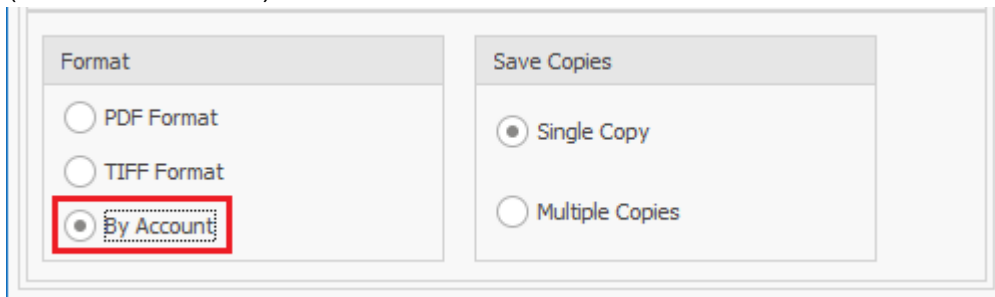 Format
PDF Format
TIFF Format
By Account
Save Copies
Single Copy
Multiple Copies